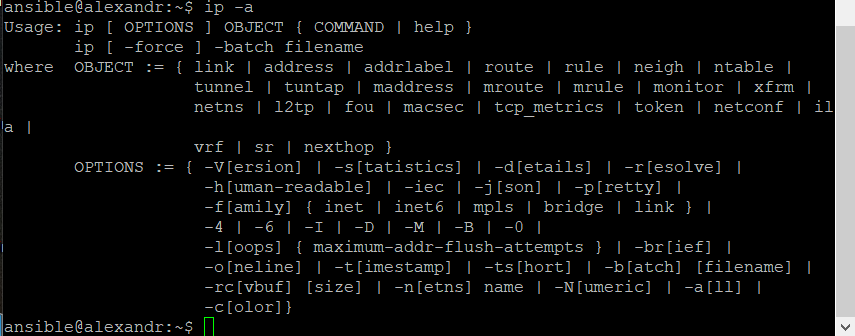 ansible@alexandr:~$ ip -a
Usage: ip [ OPTIONS ] OBJECT { COMMAND | help }
       ip [ -force ] -batch filename
where  OBJECT := { link | address | addrlabel | route | rule | neigh | ntable |
                   tunnel | tuntap | maddress | mroute | mrule | monitor | xfrm |
                   netns | l2tp | fou | macsec | tcp_metrics | token | netconf | il
a |
                   vrf | sr | nexthop }
       OPTIONS := { -V[ersion] | -s[tatistics] | -d[etails] | -r[esolve] |
                    -h[uman-readable] | -iec | -j[son] | -p[retty] |
                    -f[amily] { inet | inet6 | mpls | bridge | link } |
                    -4 | -6 | -I | -D | -M | -B | -0 |
                    -l[oops] { maximum-addr-flush-attempts } | -br[ief] |
                    -o[neline] | -t[imestamp] | -ts[hort] | -b[atch] [filename] |
                    -rc[vbuf] [size] | -n[etns] name | -N[umeric] | -a[ll] |
                    -c[olor]}
ansible@alexandr:~$